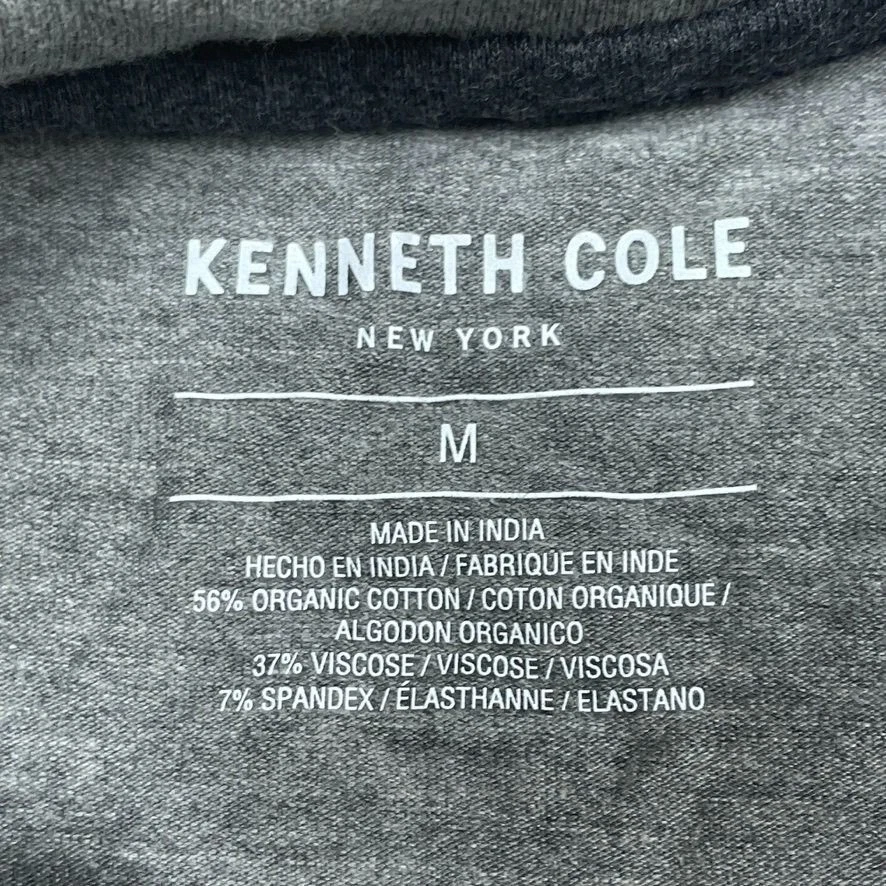 KENNETH COLE
NEW YORK
M
MADE IN INDIA
HECHO EN INDIA / FABRIQUE EN INDE
56% ORGANIC COTTON / COTON ORGANIQUE /
ALGODON ORGANICO
37% VISCOSE / VISCOSE / VISCOSA
7% SPANDEX / ÉLASTHANNE / ELASTANO